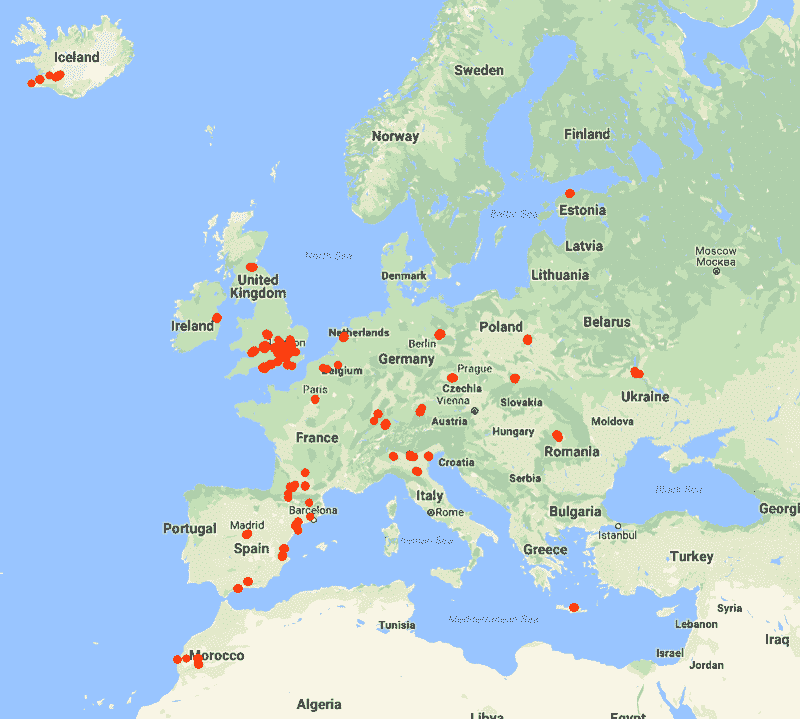 Iceland
Sweden
Norway
Finland
Baltic Sea
Estonia
Moscow
Москва
Latvia
North Sea
Denmark
Lithuania
United
Kingdom
Ireland
Netherlands
Berlin
Poland
Belarus
Belgium
Germany
Prague
Czechia
Paris
Vienna
Slovakia
Ukraine
Austria
Hungary
Moldova
France
Romania
Croatia
Serbia
Black Sea
Italy
Rome
Bulgaria
Georgi
Barcelona
Portugal
Madrid
Spain
Istanbul
Greece
Turkey
Mediterranean Sea
Tunisia
Syria
Lebanon
Iraq
Israel
Jordan
Morocco
Algeria
Libya
Egypt